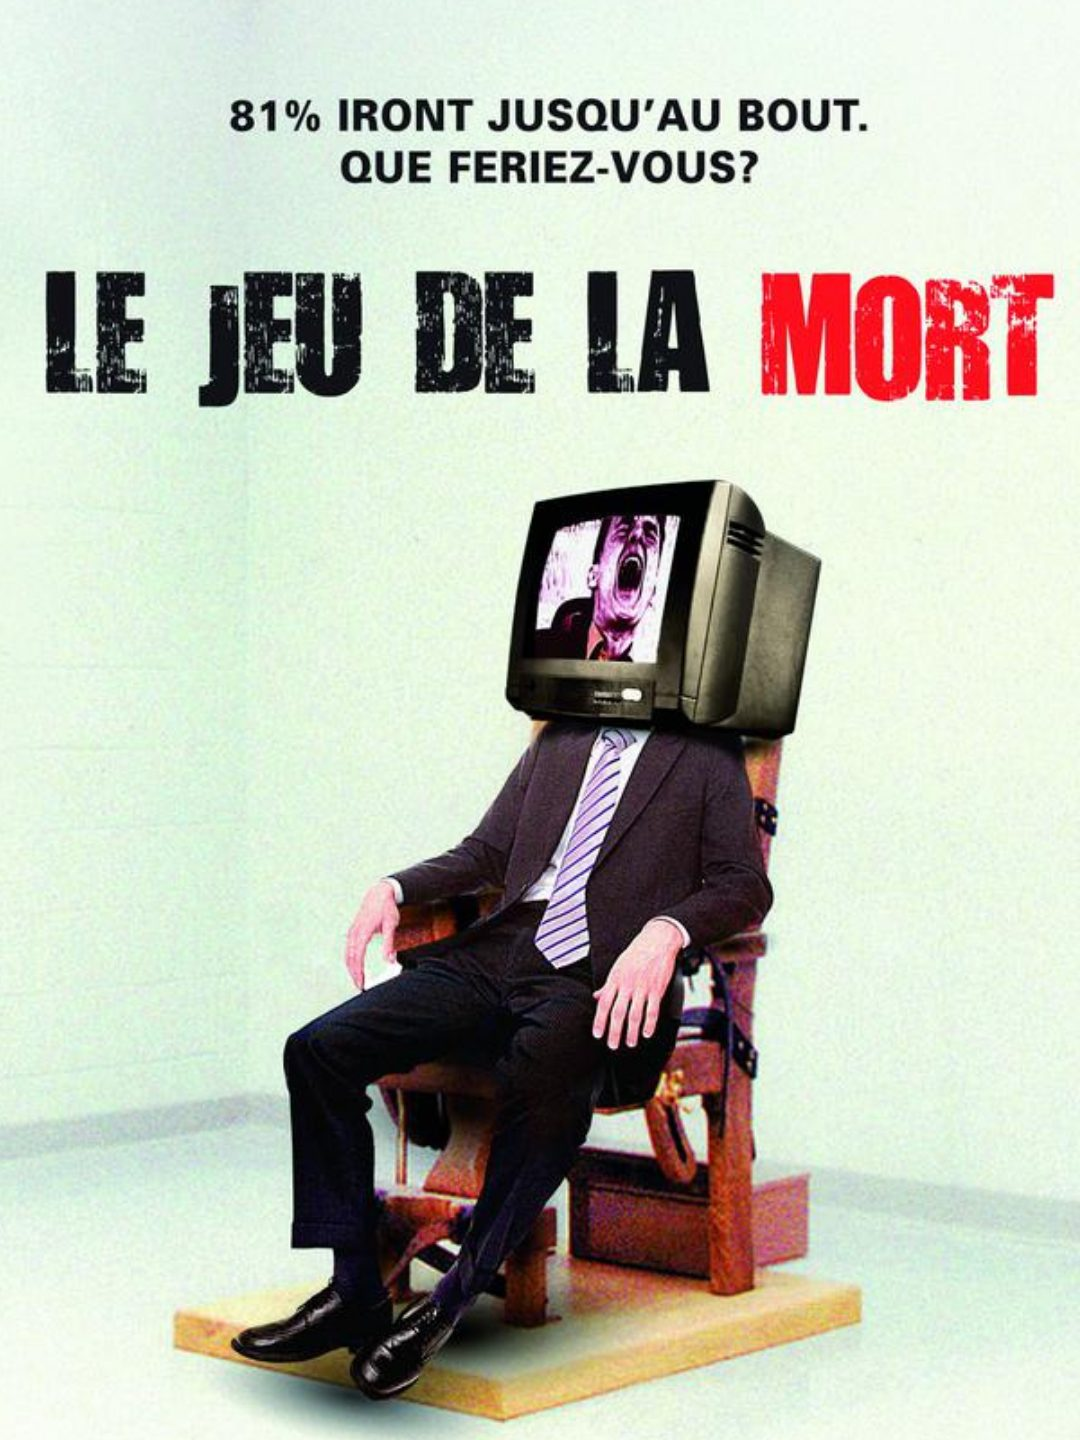 81% IRONT JUSQU'AU BOUT.
QUE FERIEZ-VOUS?
LE JEU DE LA MORT